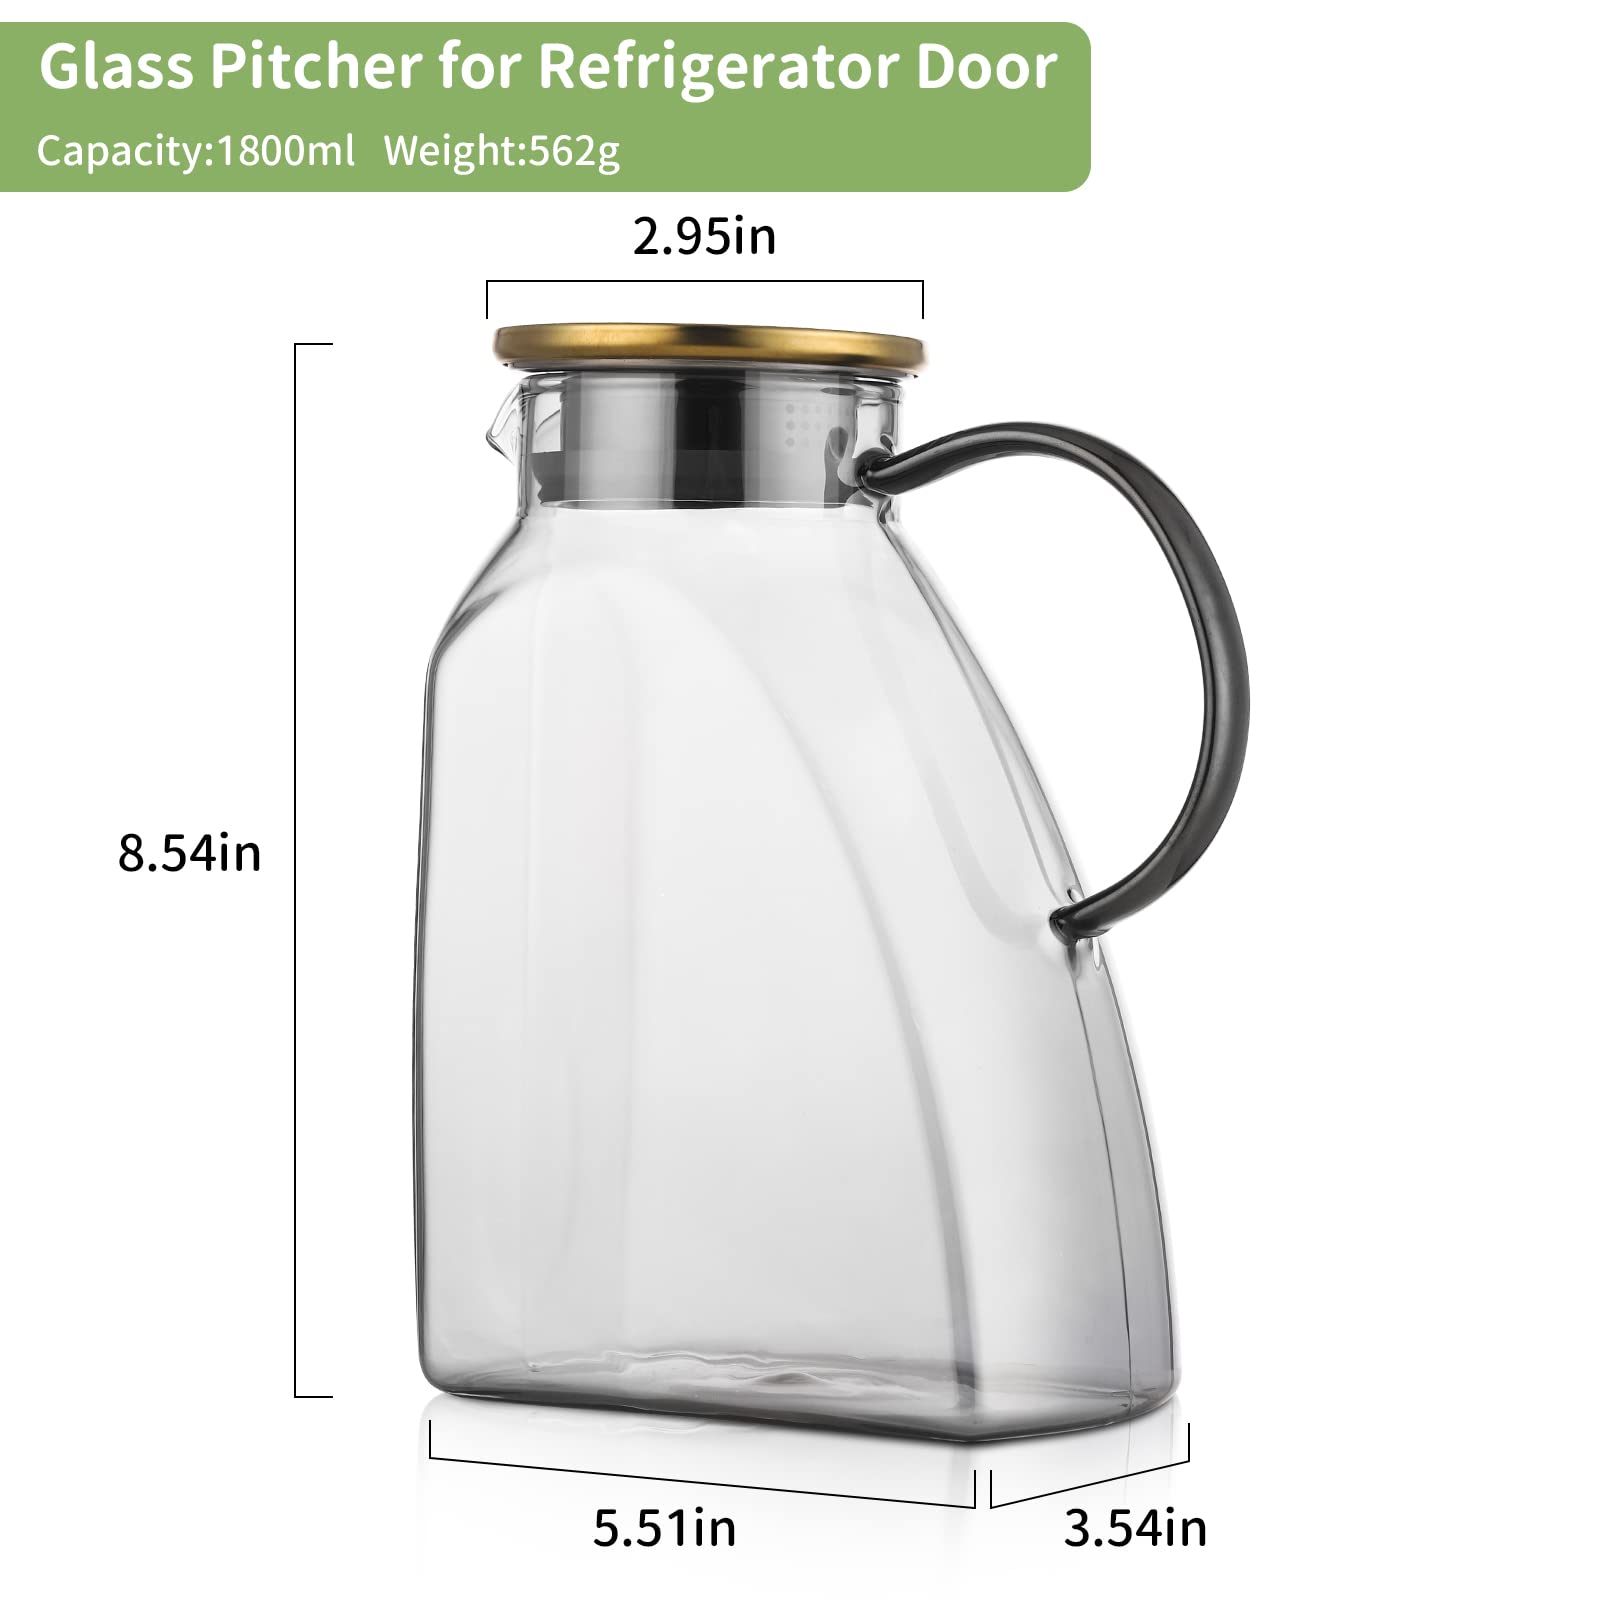 Glass Pitcher for Refrigerator Door
Capacity:1800ml Weight:562g
2.95in
8.54in
5.51in
3.54in